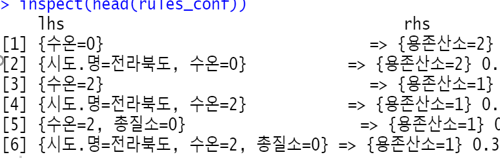 > inspect(head(rules_conf))
lhs rhs
[1] {수온=0} => {용존산소=2}
[2] {시도.명=전라북도, 수온=0} => {용존산소=2} 0.
[3] {수온=2} => {용존산소=1}
[4] {시도.명=전라북도, 수온=2} => {용존산소=1} 0.
[5] {수온=2, 총질소=0} => {용존산소=1} 0
[6] {시도.명=전라북도, 수온=2, 총질소=0} => {용존산소=1} 0.3